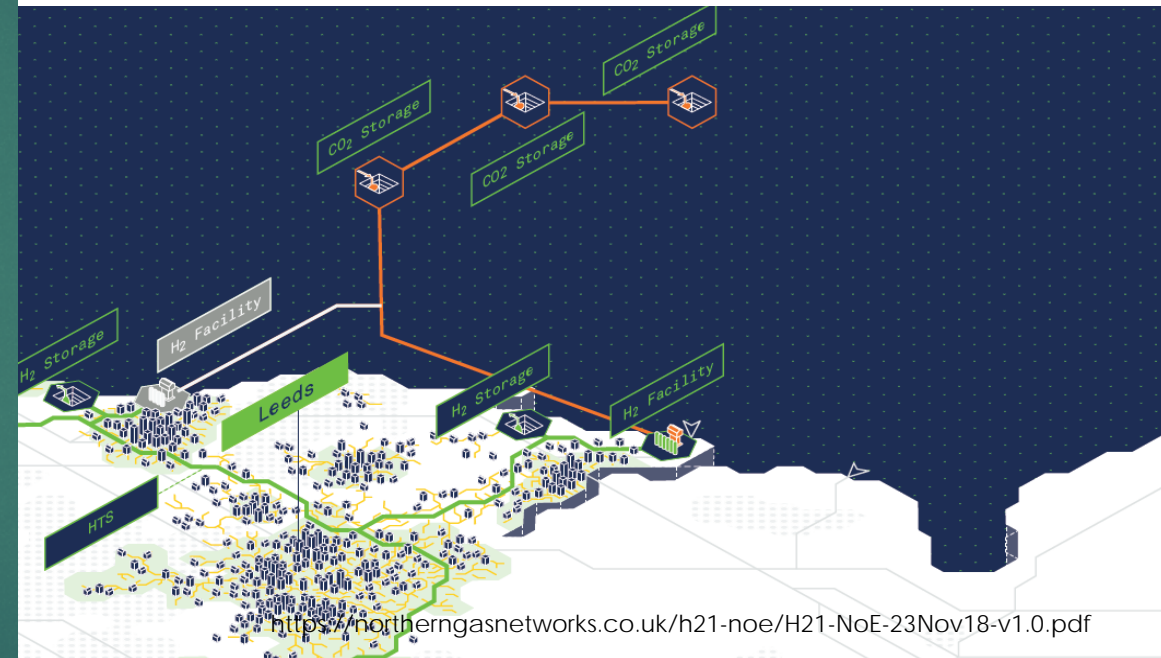 CO₂ Storage
CO₂ Storage
CO2 Storage
H₂ Facility
H₂ Storage
Leeds
H₂ Storage
H₂ Facility
HTS
https://northerngasnetworks.co.uk/h21-noe/H21-NoE-23Nov18-v1.0.pdf